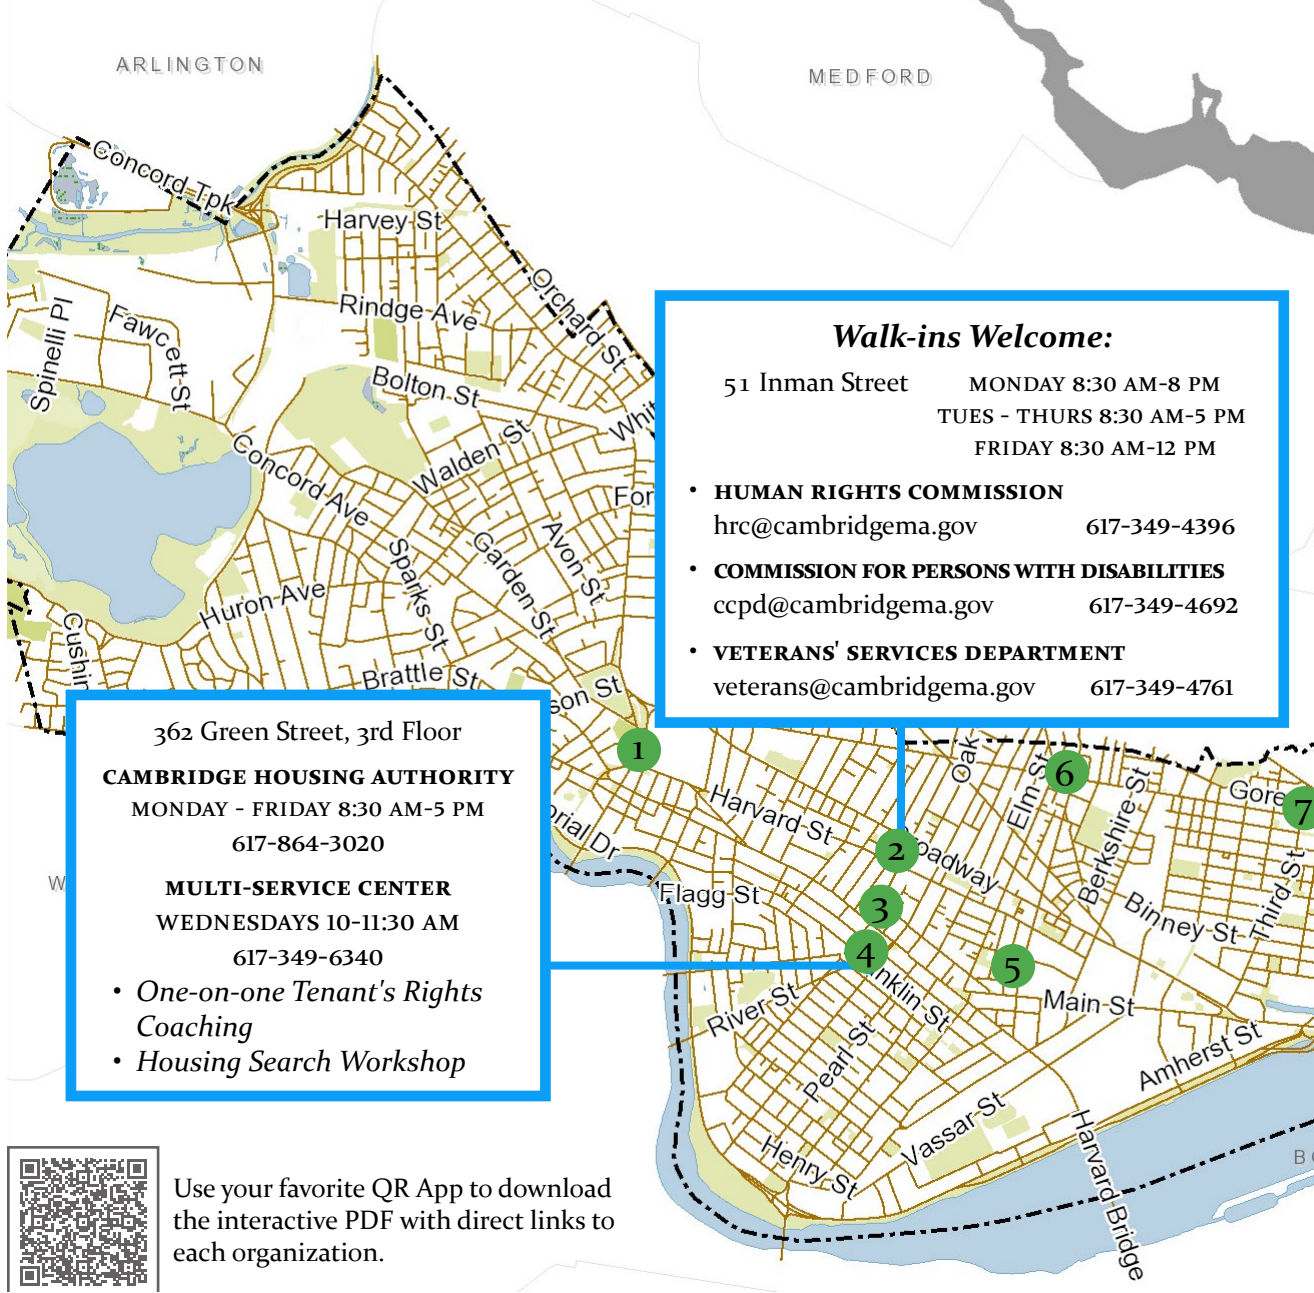 ARLINGTON
MEDFORD
Concord Tpk
Harvey St
Orchard St
Rindge Ave
Spinelli Pl
Fawcett St
Bolton St
Walden St
Concord Ave
Avon St
Garden St
Sparks St
Huron Ave
Brattle St
Walk-ins Welcome:
51 Inman Street MONDAY 8:30 AM-8 PM
TUES - THURS 8:30 AM-5 PM
FRIDAY 8:30 AM-12 PM
• HUMAN RIGHTS COMMISSION
hrc@cambridgema.gov 617-349-4396
• COMMISSION FOR PERSONS WITH DISABILITIES
ccpd@cambridgema.gov 617-349-4692
• VETERANS' SERVICES DEPARTMENT
veterans@cambridgema.gov 617-349-4761
362 Green Street, 3rd Floor
CAMBRIDGE HOUSING AUTHORITY
MONDAY - FRIDAY 8:30 AM-5 PM
617-864-3020
MULTI-SERVICE CENTER
WEDNESDAYS 10-11:30 AM
617-349-6340
• One-on-one Tenant's Rights
Coaching
• Housing Search Workshop
1
2
3
4
5
6
7
Oak
Elm St
Berkshire St
Gore
Harvard St
Third St
Flagg St
Binney St
Main St
River St
Pearl St
Amherst St
Vassar St
Henry St
Harvard Bridge
Use your favorite QR App to download
the interactive PDF with direct links to
each organization.